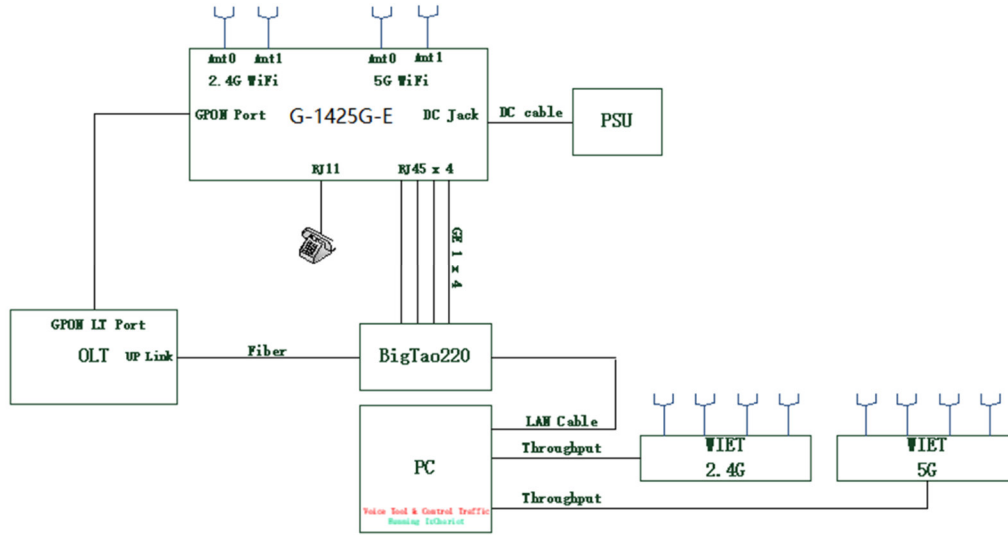 Ant0 Ant1 Ant0 Ant1
2.4G WiFi 5G WiFi
GPON Port G-1425G-E DC Jack DC cable PSU
RJ11 RJ45 x 4
GE 1 x 4
GPON LT Port
OLT UP Link Fiber BigTao220
LAN Cable
Throughput
PC
WIET
2.4G
WIET
5G
Throughput
Voice Tool & Control Traffic
Running IxChariot